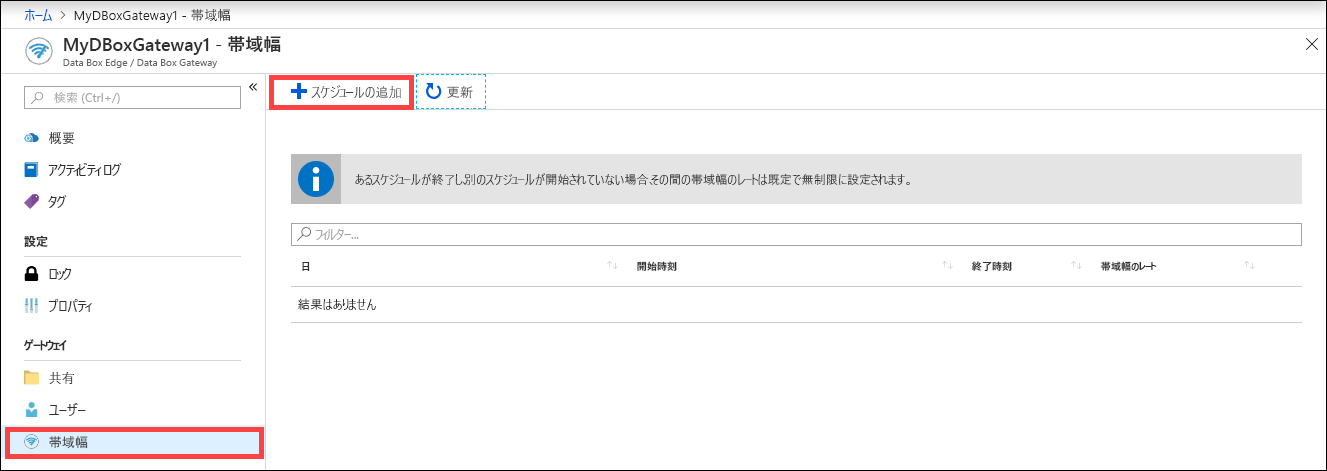 ホーム > MyDBoxGateway1 - 帯域幅
MyDBoxGateway1 - 帯域幅
Data Box Edge / Data Box Gateway
検索 (Ctrl+/)
概要
アクティビティログ
タグ
設定
ロック
プロパティ
ゲートウェイ
共有
ユーザー
帯域幅
スケジュールの追加 更新
あるスケジュールが終了し別のスケジュールが開始されていない場合、その間の帯域幅のレートは既定で無制限に設定されます。
フィルター...
日 開始時刻 終了時刻 帯域幅のレート
結果はありません